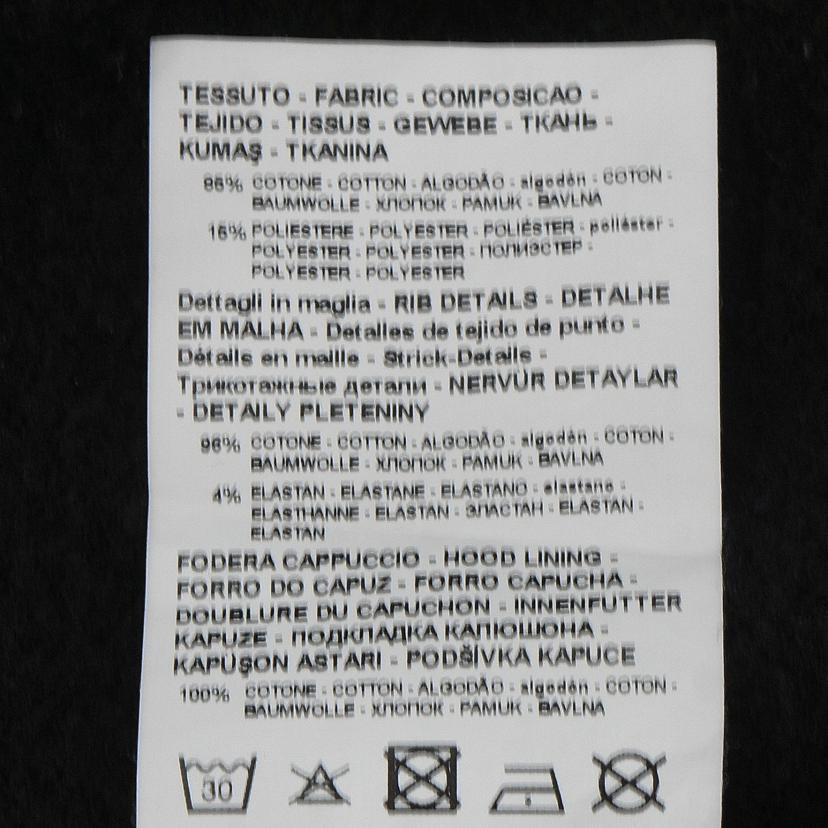 TESSUTO - FABRIC - COMPOSICAO -
TEJIDO - TISSUS - GEWEBE - ТКАНЬ -
KUMAŞ - TKANINA
85% COTONE - COTTON - ALGODÃO - algodón - COTON -
BAUMWOLLE - ХЛОПОК - PAMUK - BAVLNA
15% POLIESTERE - POLYESTER - POLIÉSTER - poliéster -
POLYESTER - POLYESTER - ПОЛИЭСТЕР -
POLYESTER - POLYESTER
Dettagli in maglia - RIB DETAILS - DETALHE
EM MALHA - Detalles de tejido de punto -
Détails en maille - Strick-Details -
Трикотажные детали - NERVÜR DETAYLAR
- DETAILY PLETENINY
96% COTONE - COTTON - ALGODÃO - algodón - COTON -
BAUMWOLLE - ХЛОПОК - PAMUK - BAVLNA
4% ELASTAN - ELASTANE - ELASTANO - elastano -
ELASTHANNE - ELASTAN - ЭЛАСТАН - ELASTAN -
ELASTAN
FODERA CAPPUCCIO - HOOD LINING -
FORRO DO CAPUZ - FORRO CAPUCHA -
DOUBLURE DU CAPUCHON - INNENFUTTER
KAPUZE - ПОДКЛАДКА КАПЮШОНА -
KAPÜŞON ASTARI - PODŠÍVKA KAPUCE
100% COTONE - COTTON - ALGODÃO - algodón - COTON -
BAUMWOLLE - ХЛОПОК - PAMUK - BAVLNA
30